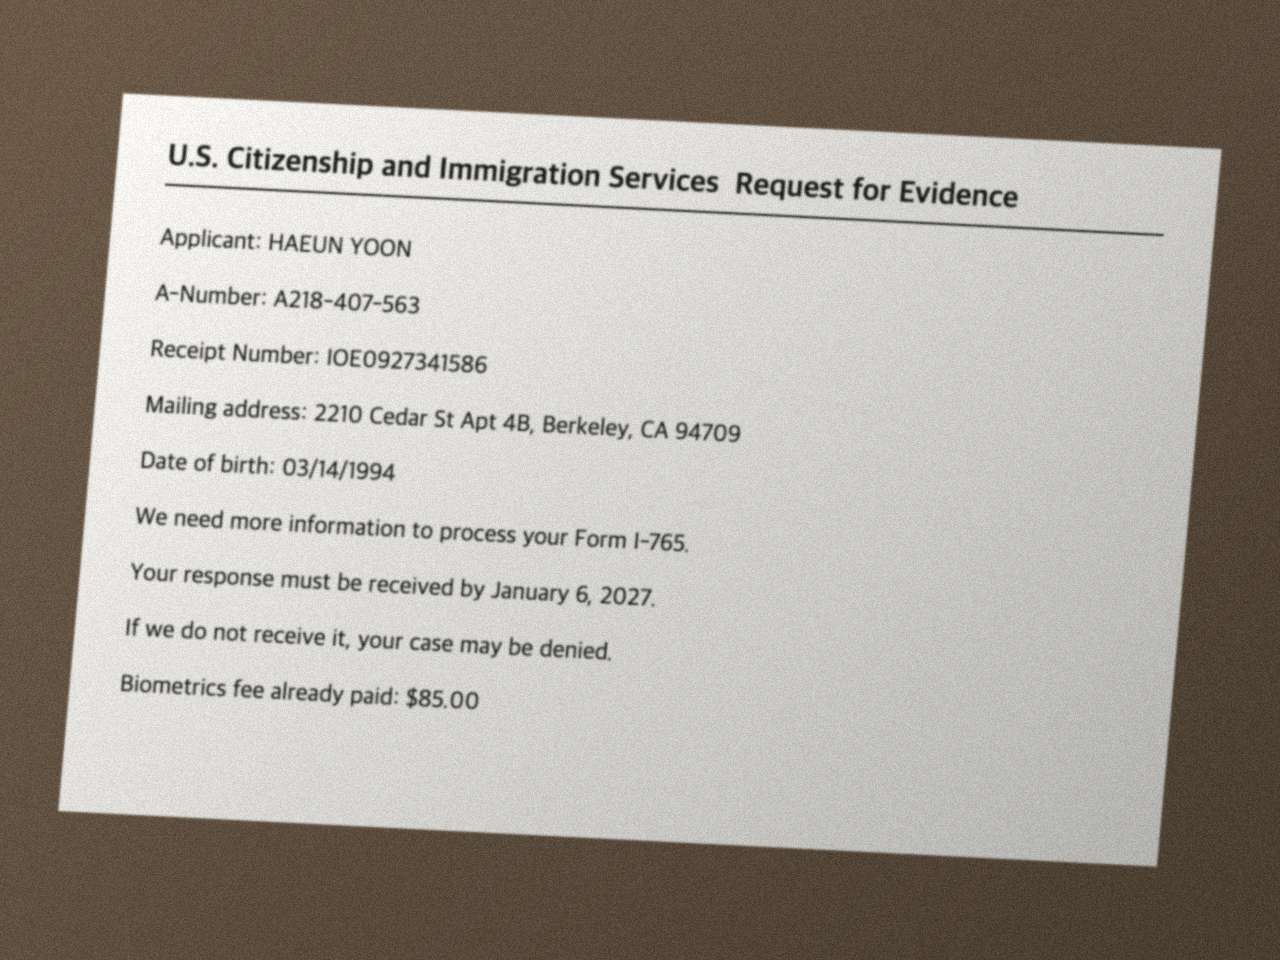 U.S. Citizenship and Immigration Services  Request for Evidence
Applicant: HAEUN YOON
A-Number: A218-407-563
Receipt Number: IOE0927341586
Mailing address: 2210 Cedar St Apt 4B, Berkeley, CA 94709
Date of birth: 03/14/1994
We need more information to process your Form I-765.
Your response must be received by January 6, 2027.
If we do not receive it, your case may be denied.
Biometrics fee already paid: $85.00